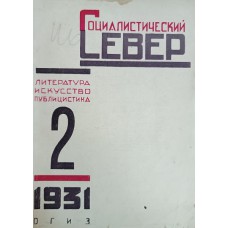 СОЦИАЛИСТИЧЕСКИЙ
СЕВЕР
ЛИТЕРАТУРА
ИСКУССТВО
ПУБЛИЦИСТИКА
2
1931
ОГИЗ